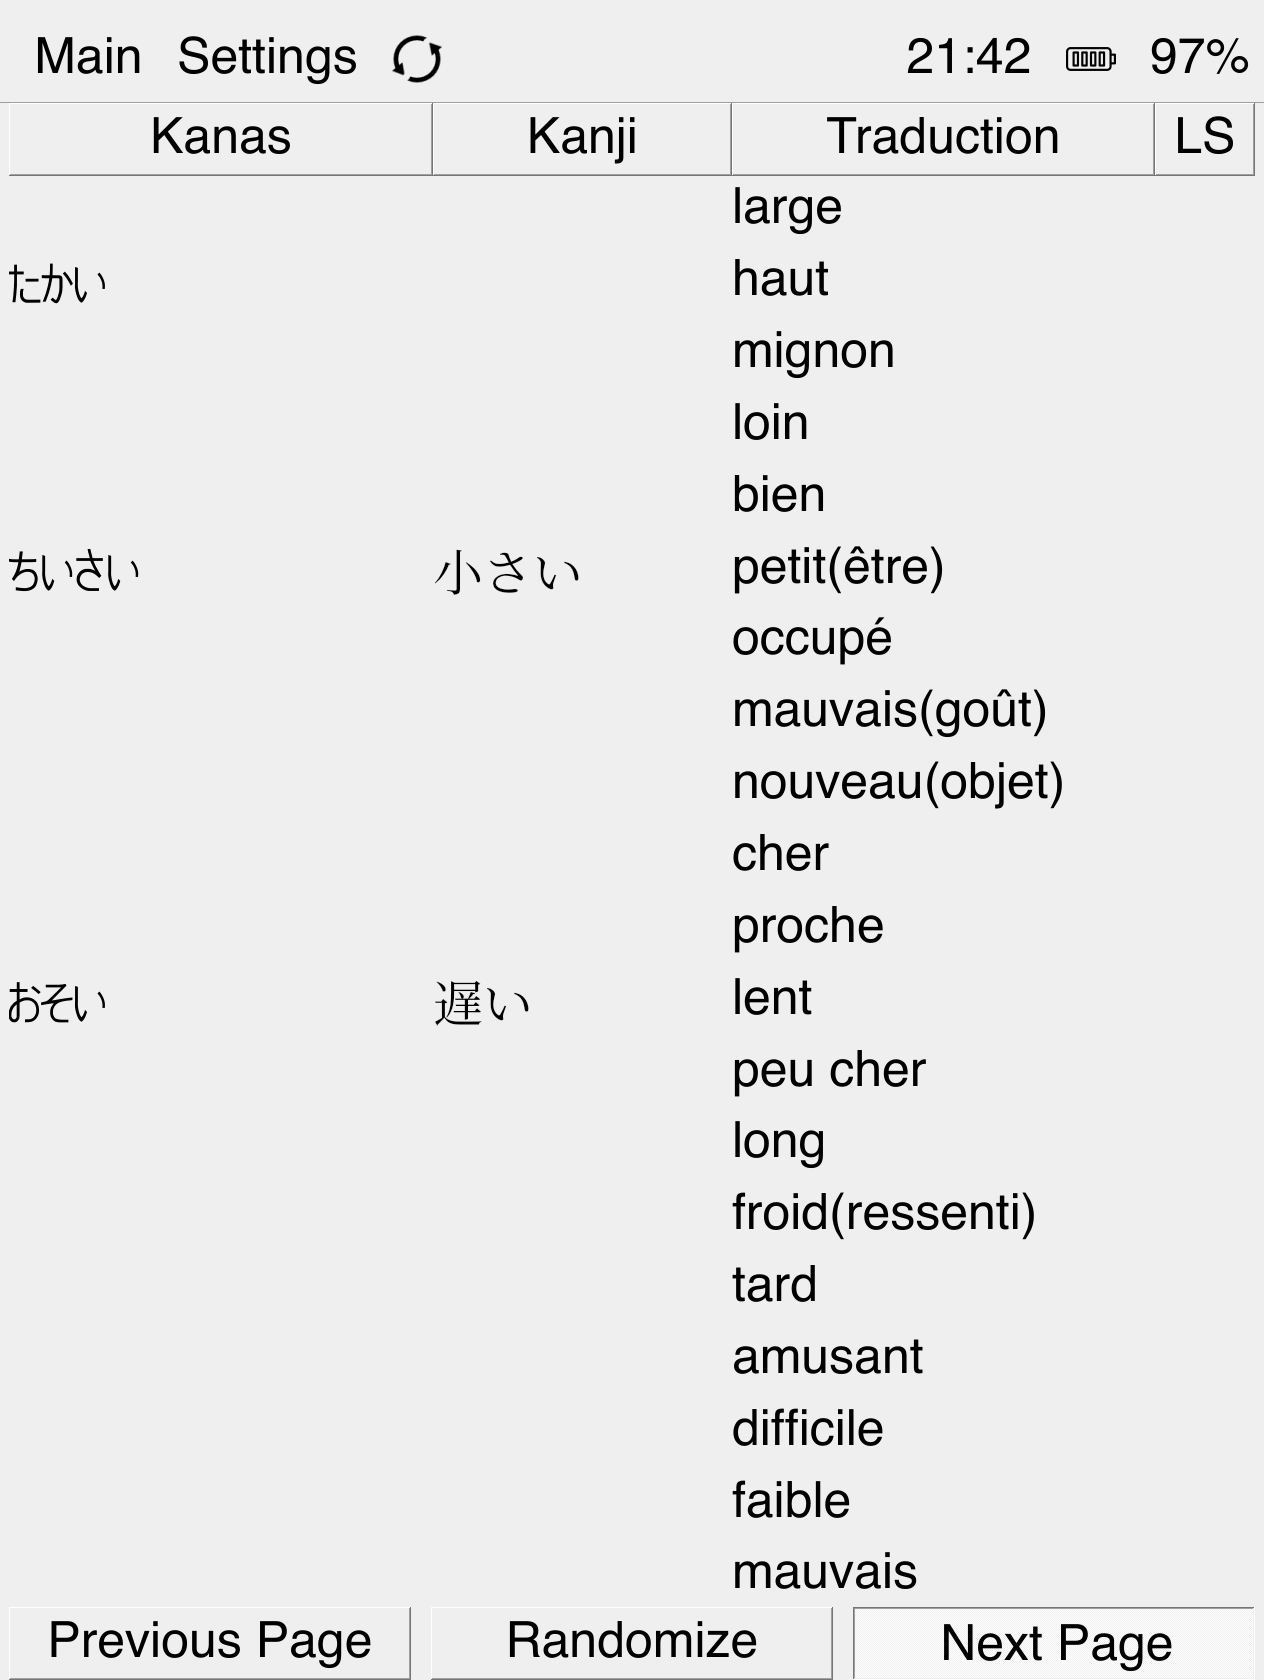 Main Settings 21:42 97%
Kanas Kanji Traduction LS
large
たかい haut
mignon
loin
bien
ちいさい 小さい petit(être)
occupé
mauvais(goût)
nouveau(objet)
cher
proche
おそい 遅い lent
peu cher
long
froid(ressenti)
tard
amusant
difficile
faible
mauvais
Previous Page Randomize Next Page